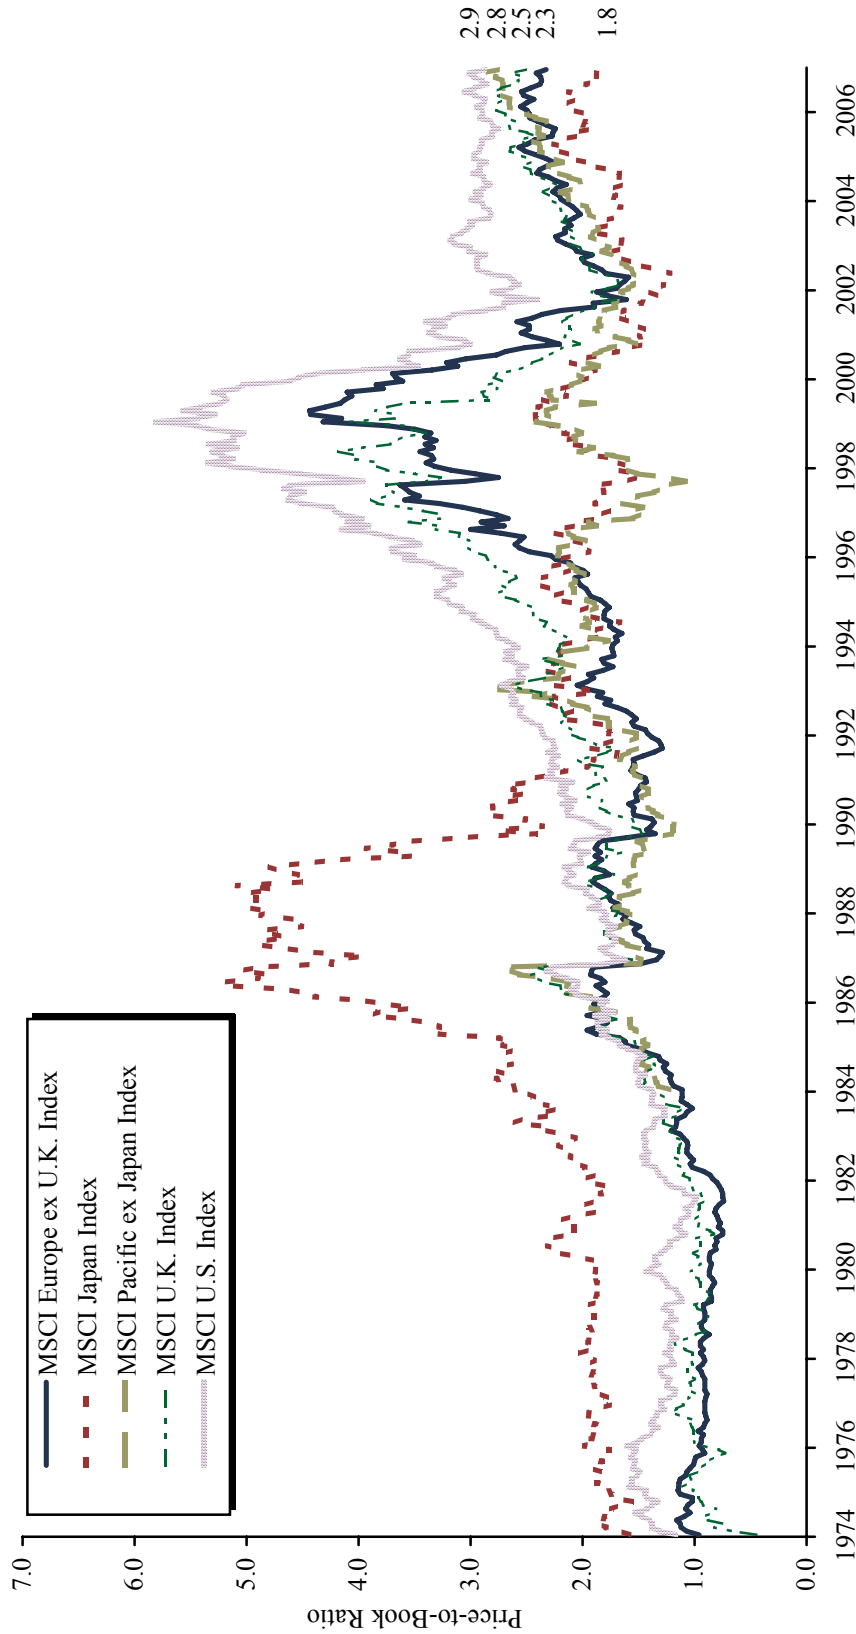 7.0
6.0
5.0
4.0
3.0
2.0
1.0
0.0
Price-to-Book Ratio
MSCI Europe ex U.K. Index
MSCI Japan Index
MSCI Pacific ex Japan Index
MSCI U.K. Index
MSCI U.S. Index
2.9
2.8
2.5
2.3
1.8
1974 1976 1978 1980 1982 1984 1986 1988 1990 1992 1994 1996 1998 2000 2002 2004 2006